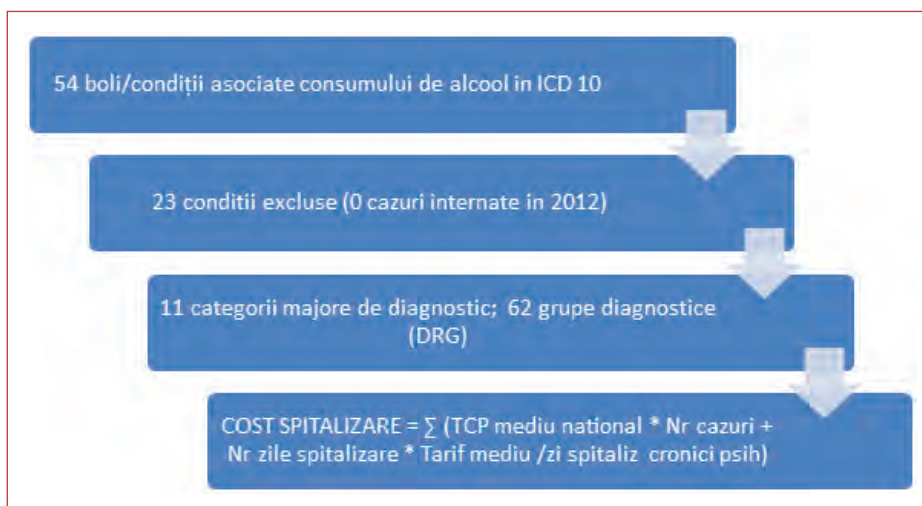 54 boli/condiții asociate consumului de alcool in ICD 10
23 conditii excluse (0 cazuri internate in 2012)
11 categorii majore de diagnostic; 62 grupe diagnostice
(DRG)
COST SPITALIZARE = ∑ (TCP mediu national * Nr cazuri +
Nr zile spitalizare * Tarif mediu /zi spitaliz cronici psih)